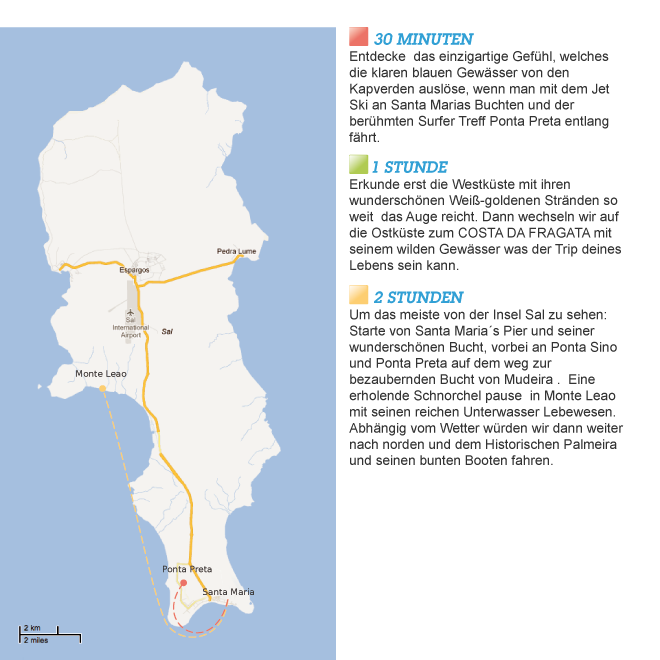 30 MINUTEN
Entdecke  das einzigartige Gefühl, welches
die klaren blauen Gewässer von den
Kapverden auslöse, wenn man mit dem Jet
Ski an Santa Marias Buchten und der
berühmten Surfer Treff Ponta Preta entlang
fährt.
1 STUNDE
Erkunde erst die Westküste mit ihren
wunderschönen Weiß-goldenen Stränden so
weit  das Auge reicht. Dann wechseln wir auf
die Ostküste zum COSTA DA FRAGATA mit
seinem wilden Gewässer was der Trip deines
Lebens sein kann.
2 STUNDEN
Um das meiste von der Insel Sal zu sehen:
Starte von Santa Maria´s Pier und seiner
wunderschönen Bucht, vorbei an Ponta Sino
und Ponta Preta auf dem weg zur
bezaubernden Bucht von Mudeira .  Eine
erholende Schnorchel pause  in Monte Leao
mit seinen reichen Unterwasser Lebewesen.
Abhängig vom Wetter würden wir dann weiter
nach norden und dem Historischen Palmeira
und seinen bunten Booten fahren.
Pedra Lume
Espargos
Sal
International
Airport
Sal
Monte Leao
Ponta Preta
Santa Maria
2 km
2 miles